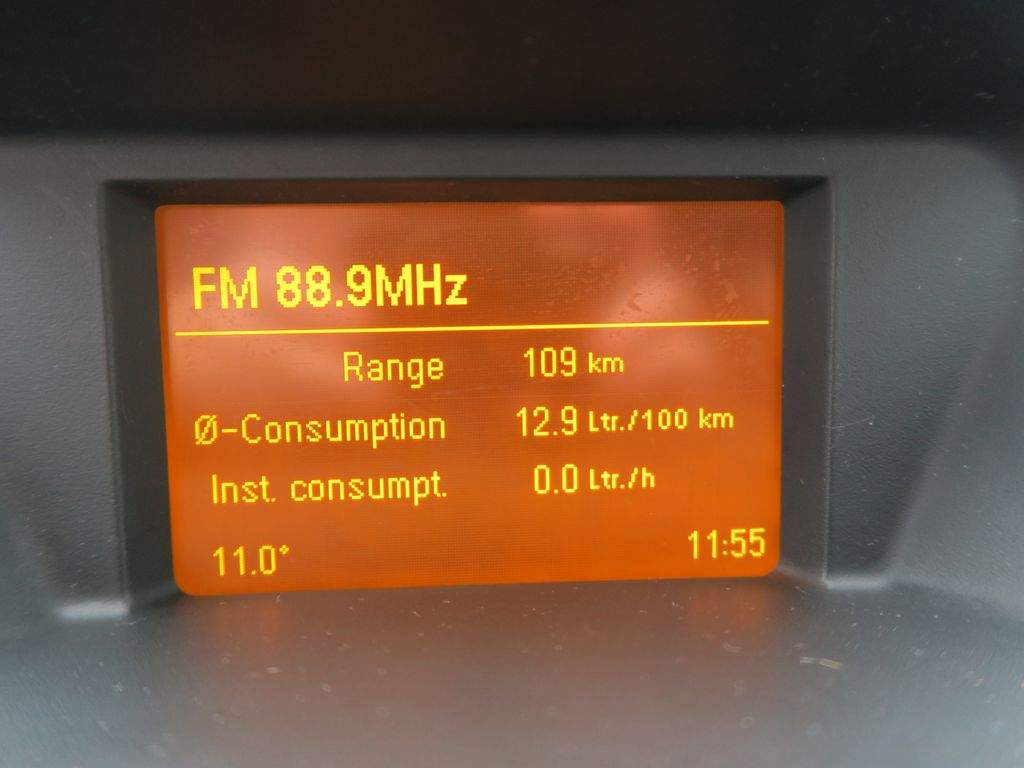 FM 88.9MHz
Range 109 km
Ø-Consumption 12.9 Ltr./100 km
Inst. consumpt. 0.0 Ltr./h
11.0° 11:55